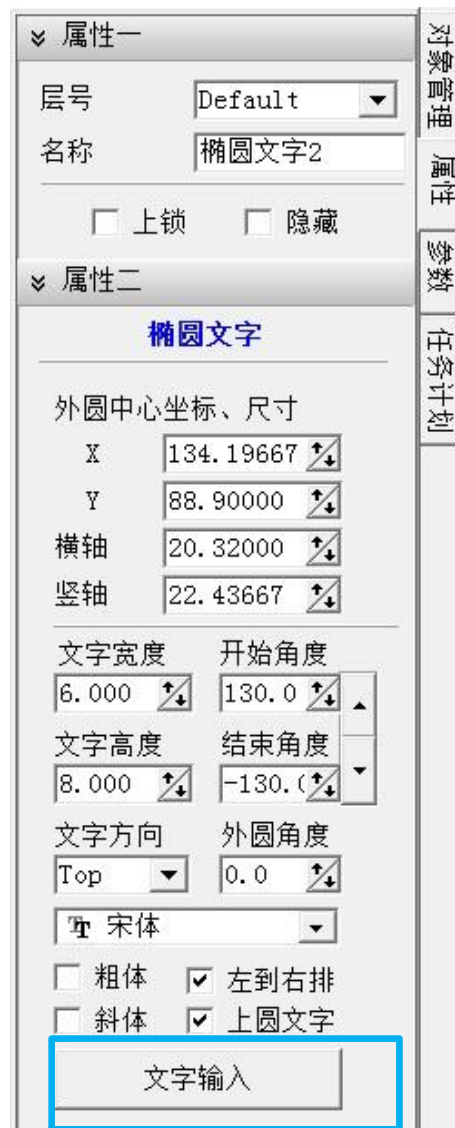 属性一
层号 Default
名称 椭圆文字2
上锁 隐藏
属性二
椭圆文字
外圆中心坐标、尺寸
X 134.19667
Y 88.90000
横轴 20.32000
竖轴 22.43667
文字宽度 开始角度
6.000 130.0
文字高度 结束角度
8.000 -130.(
文字方向 外圆角度
Top 0.0
宋体
粗体 左到右排
斜体 上圆文字
文字输入
对象管理
属性
参数
任务计划